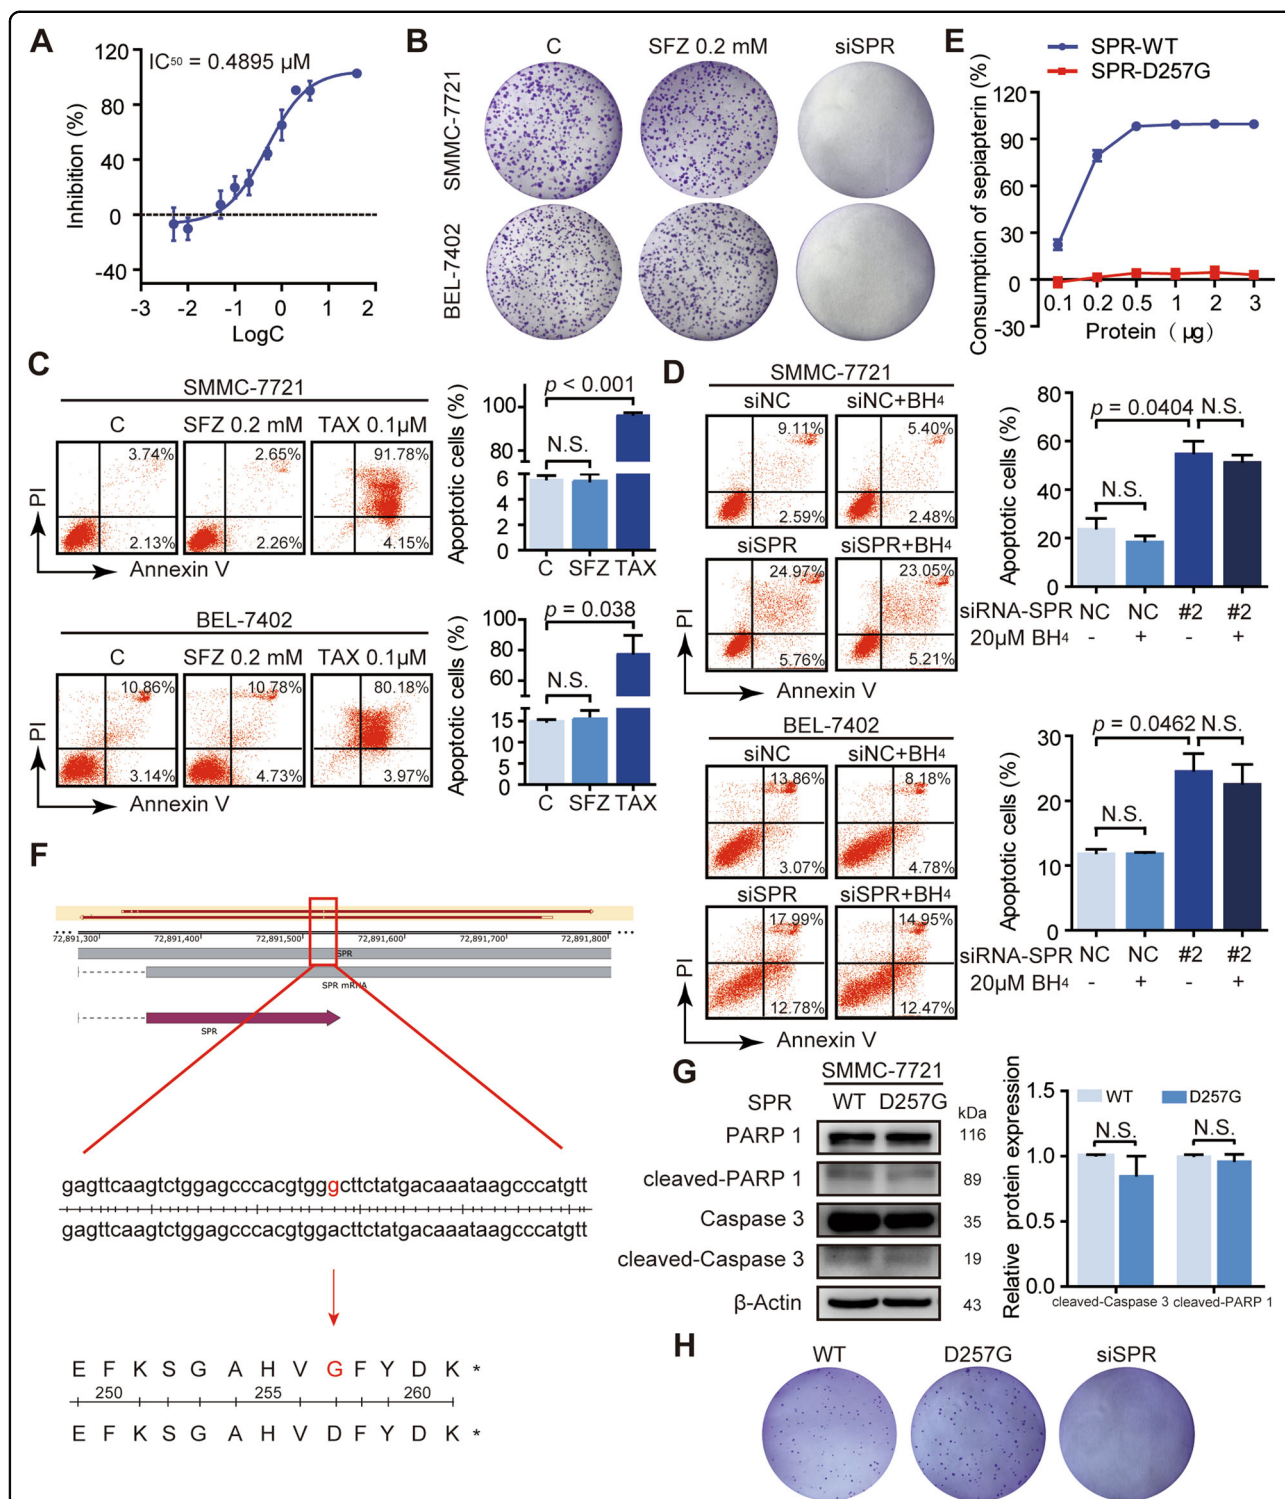 A
IC50 = 0.4895 μM
Inhibition (%)
120
80
40
0
-40
-3 -2 -1 0 1 2
LogC
B
C SFZ 0.2 mM siSPR
SMMC-7721
BEL-7402
E
SPR-WT
SPR-D257G
Consumption of sepiapterin (%)
120
90
60
30
0
-30
0.1 0.2 0.5 1 2 3
Protein ( μg)
C
SMMC-7721
C SFZ 0.2 mM TAX 0.1μM
3.74% 2.65% 91.78%
2.13% 2.26% 4.15%
PI
Annexin V
Apoptotic cells (%)
p < 0.001
N.S.
100
80
6
4
2
0
C SFZ TAX
BEL-7402
C SFZ 0.2 mM TAX 0.1μM
10.86% 10.78% 80.18%
3.14% 4.73% 3.97%
PI
Annexin V
Apoptotic cells (%)
p = 0.038
N.S.
100
80
60
15
10
5
0
C SFZ TAX
D
SMMC-7721
siNC siNC+BH4
9.11% 5.40%
2.59% 2.48%
siSPR siSPR+BH4
24.97% 23.05%
5.76% 5.21%
PI
Annexin V
Apoptotic cells (%)
p = 0.0404 N.S.
N.S.
80
60
40
20
0
siRNA-SPR NC NC #2 #2
20μM BH4 - + - +
BEL-7402
siNC siNC+BH4
13.86% 8.18%
3.07% 4.78%
siSPR siSPR+BH4
17.99% 14.95%
12.78% 12.47%
PI
Annexin V
Apoptotic cells (%)
p = 0.0462 N.S.
N.S.
30
20
10
0
siRNA-SPR NC NC #2 #2
20μM BH4 - + - +
F
72,891,300 72,891,400 72,891,500 72,891,600 72,891,700 72,891,800
SPR
SPR mRNA
SPR
gagttcaagtctggagcccacgtgggcttctatgacaaataagcccatgtt
gagttcaagtctggagcccacgtggacttctatgacaaataagcccatgtt
E F K S G A H V G F Y D K *
250 255 260
E F K S G A H V D F Y D K *
G
SMMC-7721
SPR WT D257G kDa
PARP 1 116
cleaved-PARP 1 89
Caspase 3 35
cleaved-Caspase 3 19
β-Actin 43
Relative protein expression
WT D257G
N.S. N.S.
1.5
1.0
0.5
0.0
cleaved-Caspase 3 cleaved-PARP 1
H
WT D257G siSPR